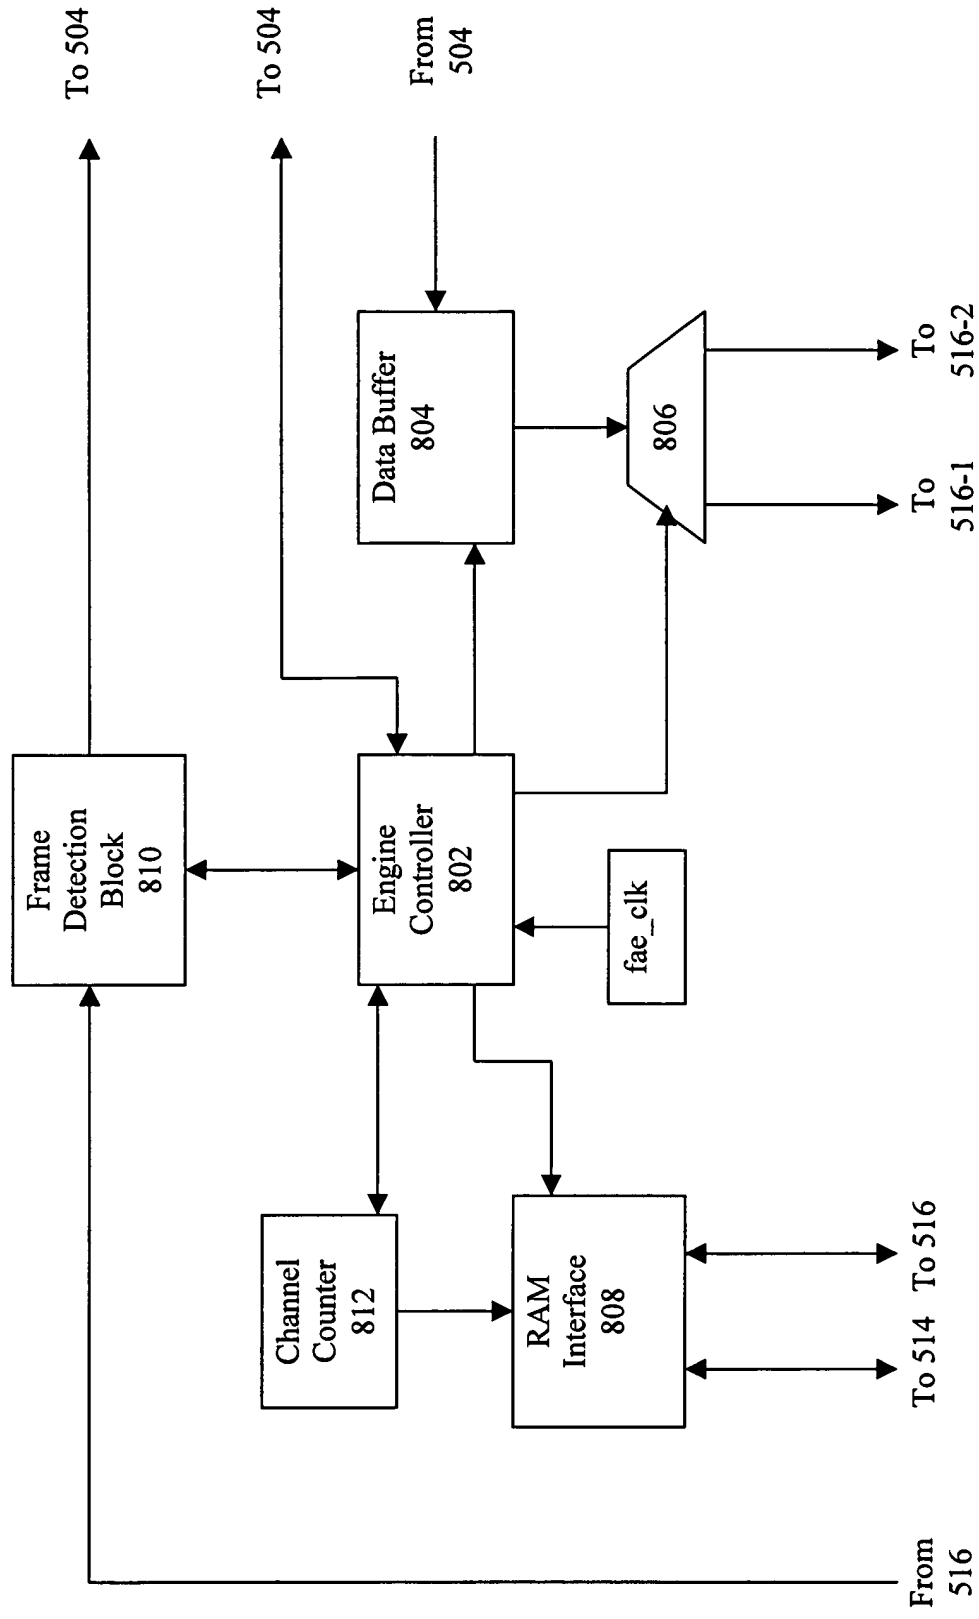 Frame
Detection
Block
810
To 504
To 504
From
504
Channel
Counter
812
Engine
Controller
802
Data Buffer
804
RAM
Interface
808
fae_clk
806
From
516
To 514
To 516
To
516-1
To
516-2